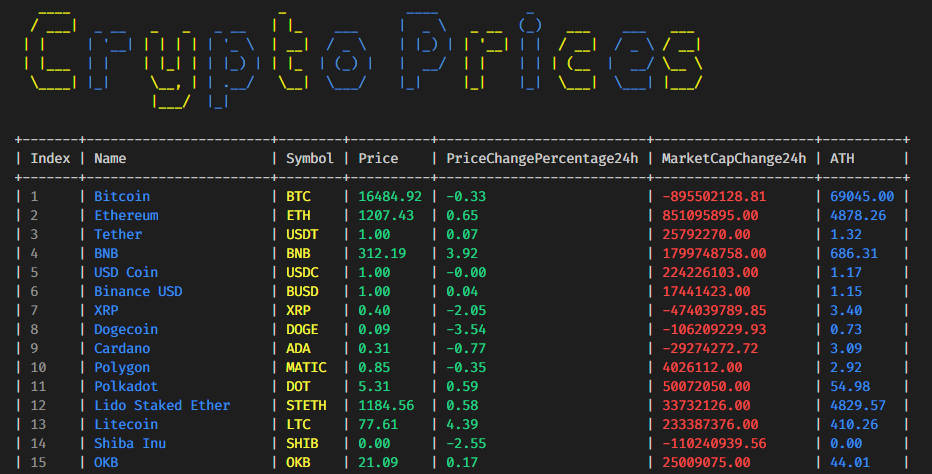 Crypto Prices
Index Name Symbol Price PriceChangePercentage24h MarketCapChange24h ATH
1 Bitcoin BTC 16484.92 -0.33 -895502128.81 69045.00
2 Ethereum ETH 1207.43 0.65 851095895.00 4878.26
3 Tether USDT 1.00 0.07 25792270.00 1.32
4 BNB BNB 312.19 3.92 1799748758.00 686.31
5 USD Coin USDC 1.00 -0.00 224226103.00 1.17
6 Binance USD BUSD 1.00 0.04 17441423.00 1.15
7 XRP XRP 0.40 -2.05 -474039789.85 3.40
8 Dogecoin DOGE 0.09 -3.54 -106209229.93 0.73
9 Cardano ADA 0.31 -0.77 -29274272.72 3.09
10 Polygon MATIC 0.85 -0.35 4026112.00 2.92
11 Polkadot DOT 5.31 0.59 50072050.00 54.98
12 Lido Staked Ether STETH 1184.56 0.58 33732126.00 4829.57
13 Litecoin LTC 77.61 4.39 233387376.00 410.26
14 Shiba Inu SHIB 0.00 -2.55 -110240939.56 0.00
15 OKB OKB 21.09 0.17 25009075.00 44.01